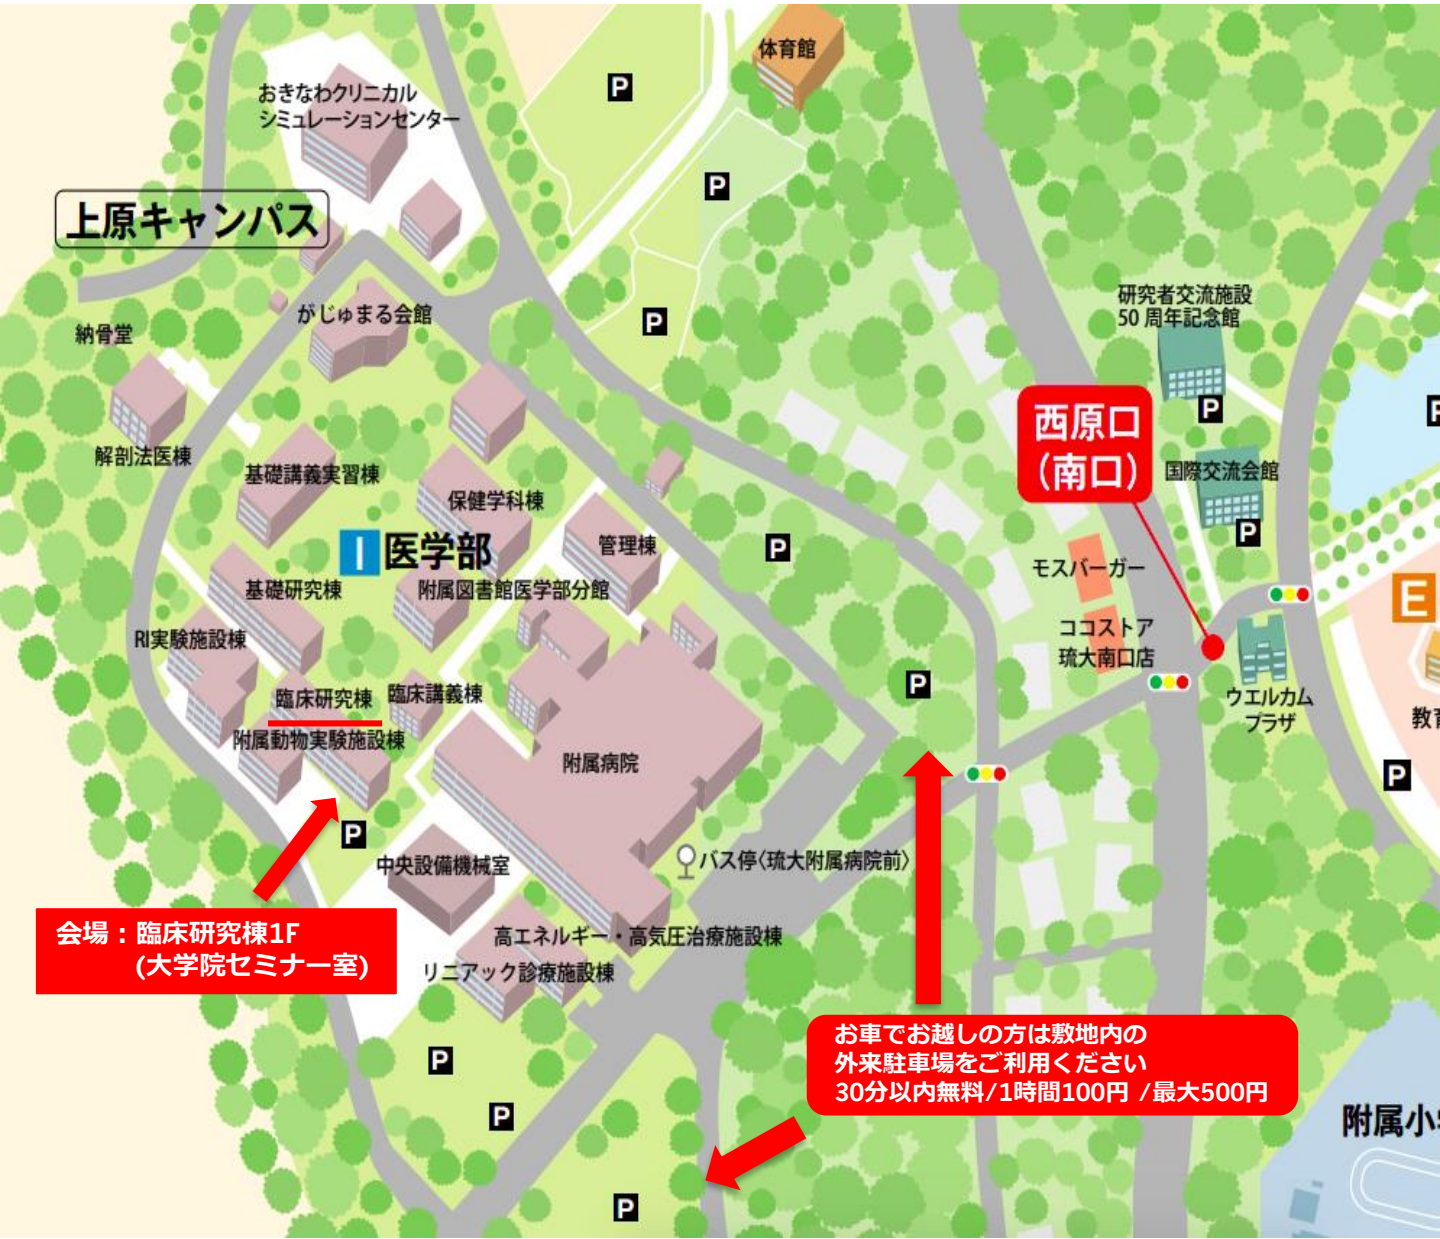 体育館
P
おきなわクリニカル
シミュレーションセンター
P
上原キャンパス
研究者交流施設
50 周年記念館
がじゅまる会館
P
納骨堂
P
P
西原口
(南口)
解剖法医棟
基礎講義実習棟
国際交流会館
保健学科棟
P
I 医学部
管理棟
P
モスバーガー
基礎研究棟
附属図書館医学部分館
E
RI実験施設棟
ココストア
琉大南口店
臨床研究棟
臨床講義棟
P
ウエルカム
プラザ
教育
附属動物実験施設棟
附属病院
P
P
中央設備機械室
バス停〈琉大附属病院前〉
会場：臨床研究棟1F
(大学院セミナー室)
高エネルギー・高気圧治療施設棟
リニアック診療施設棟
お車でお越しの方は敷地内の
外来駐車場をご利用ください
30分以内無料/1時間100円 /最大500円
P
P
附属小
P